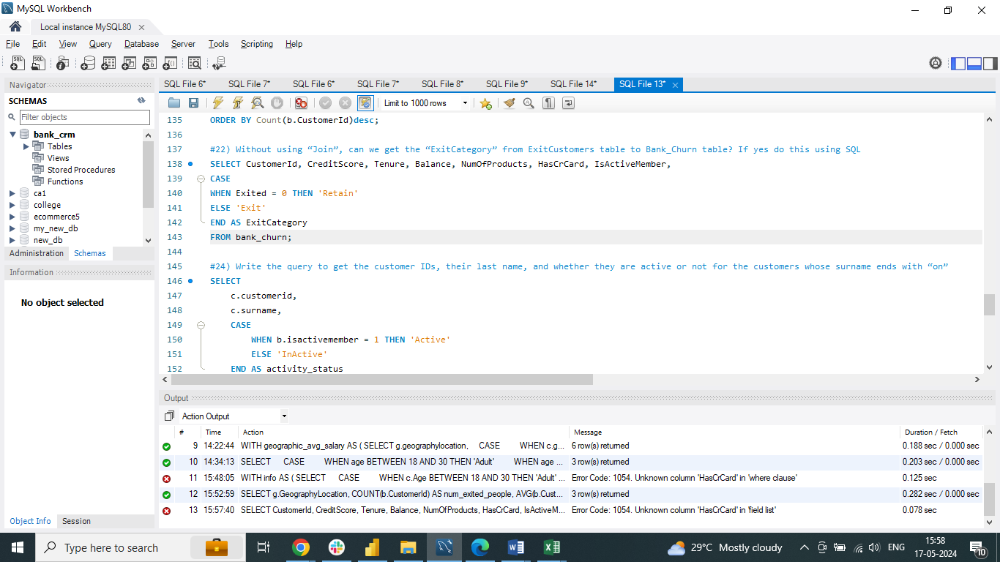 MySQL Workbench
Local instance MySQL80
File Edit View Query Database Server Tools Scripting Help
Navigator
SCHEMAS
Filter objects
bank_crm
Tables
Views
Stored Procedures
Functions
ca1
college
ecommerce5
my_new_db
new_db
Administration Schemas
Information
No object selected
Object Info Session
SQL File 6* SQL File 7* SQL File 6* SQL File 7* SQL File 8* SQL File 9* SQL File 14* SQL File 13*
Limit to 1000 rows
135 ORDER BY Count(b.CustomerId)desc;
136
137 #22) Without using “Join”, can we get the “ExitCategory” from ExitCustomers table to Bank_Churn table? If yes do this using SQL
138 SELECT CustomerId, CreditScore, Tenure, Balance, NumOfProducts, HasCrCard, IsActiveMember,
139 CASE
140 WHEN Exited = 0 THEN 'Retain'
141 ELSE 'Exit'
142 END AS ExitCategory
143 FROM bank_churn;
144
145 #24) Write the query to get the customer IDs, their last name, and whether they are active or not for the customers whose surname ends with “on”
146 SELECT
147 c.customerid,
148 c.surname,
149 CASE
150 WHEN b.isactivemember = 1 THEN 'Active'
151 ELSE 'InActive'
152 END AS activity_status
Output
Action Output
# Time Action Message Duration / Fetch
9 14:22:44 WITH geographic_avg_salary AS ( SELECT g.geographylocation, CASE WHEN c.g... 6 row(s) returned 0.188 sec / 0.000 sec
10 14:34:13 SELECT CASE WHEN age BETWEEN 18 AND 30 THEN 'Adult' WHEN age ... 3 row(s) returned 0.203 sec / 0.000 sec
11 15:48:05 WITH info AS ( SELECT CASE WHEN c.Age BETWEEN 18 AND 30 THEN 'Adult' ... Error Code: 1054. Unknown column 'HasCrCard' in 'where clause' 0.125 sec
12 15:52:59 SELECT g.GeographyLocation, COUNT(b.CustomerId) AS num_exited_people, AVG(b.Cust... 3 row(s) returned 0.282 sec / 0.000 sec
13 15:57:40 SELECT CustomerId, CreditScore, Tenure, Balance, NumOfProducts, HasCrCard, IsActiveM... Error Code: 1054. Unknown column 'HasCrCard' in 'field list' 0.078 sec
Type here to search
29°C Mostly cloudy
ENG
15:58
17-05-2024
10